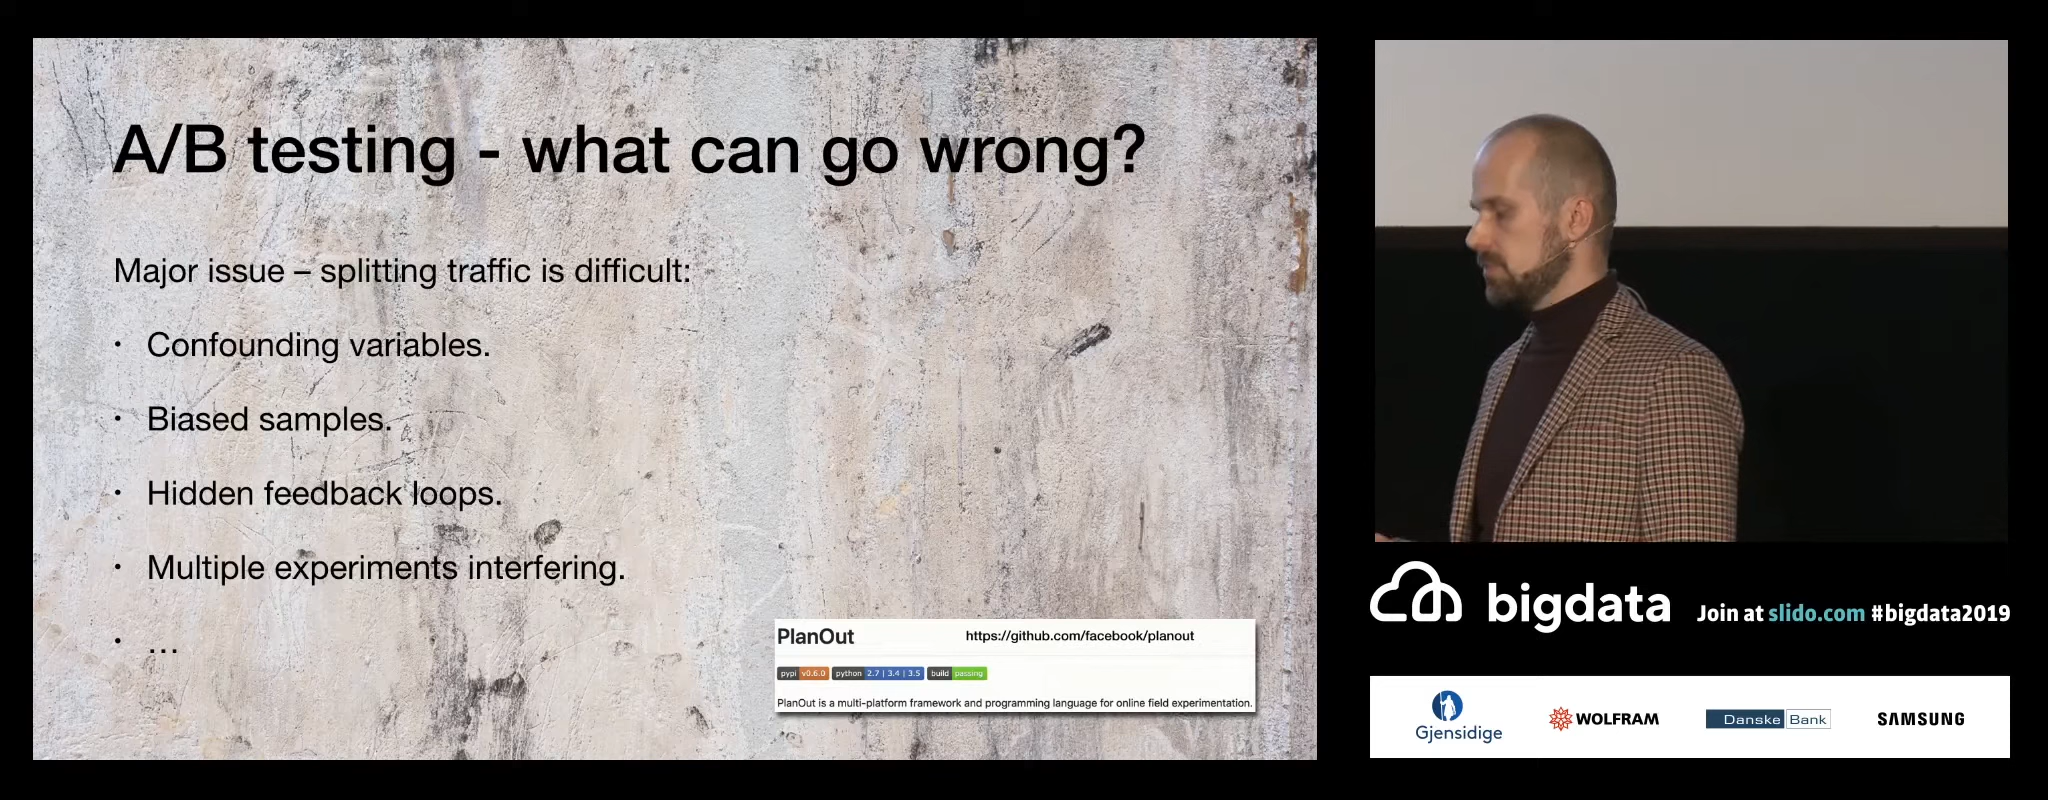 A/B testing - what can go wrong?
Major issue – splitting traffic is difficult:
• Confounding variables.
• Biased samples.
• Hidden feedback loops.
• Multiple experiments interfering.
• …
PlanOut https://github.com/facebook/planout
pypi v0.6.0 python 2.7 | 3.4 | 3.5 build passing
PlanOut is a multi-platform framework and programming language for online field experimentation.
bigdata Join at slido.com #bigdata2019
Gjensidige WOLFRAM Danske Bank SAMSUNG